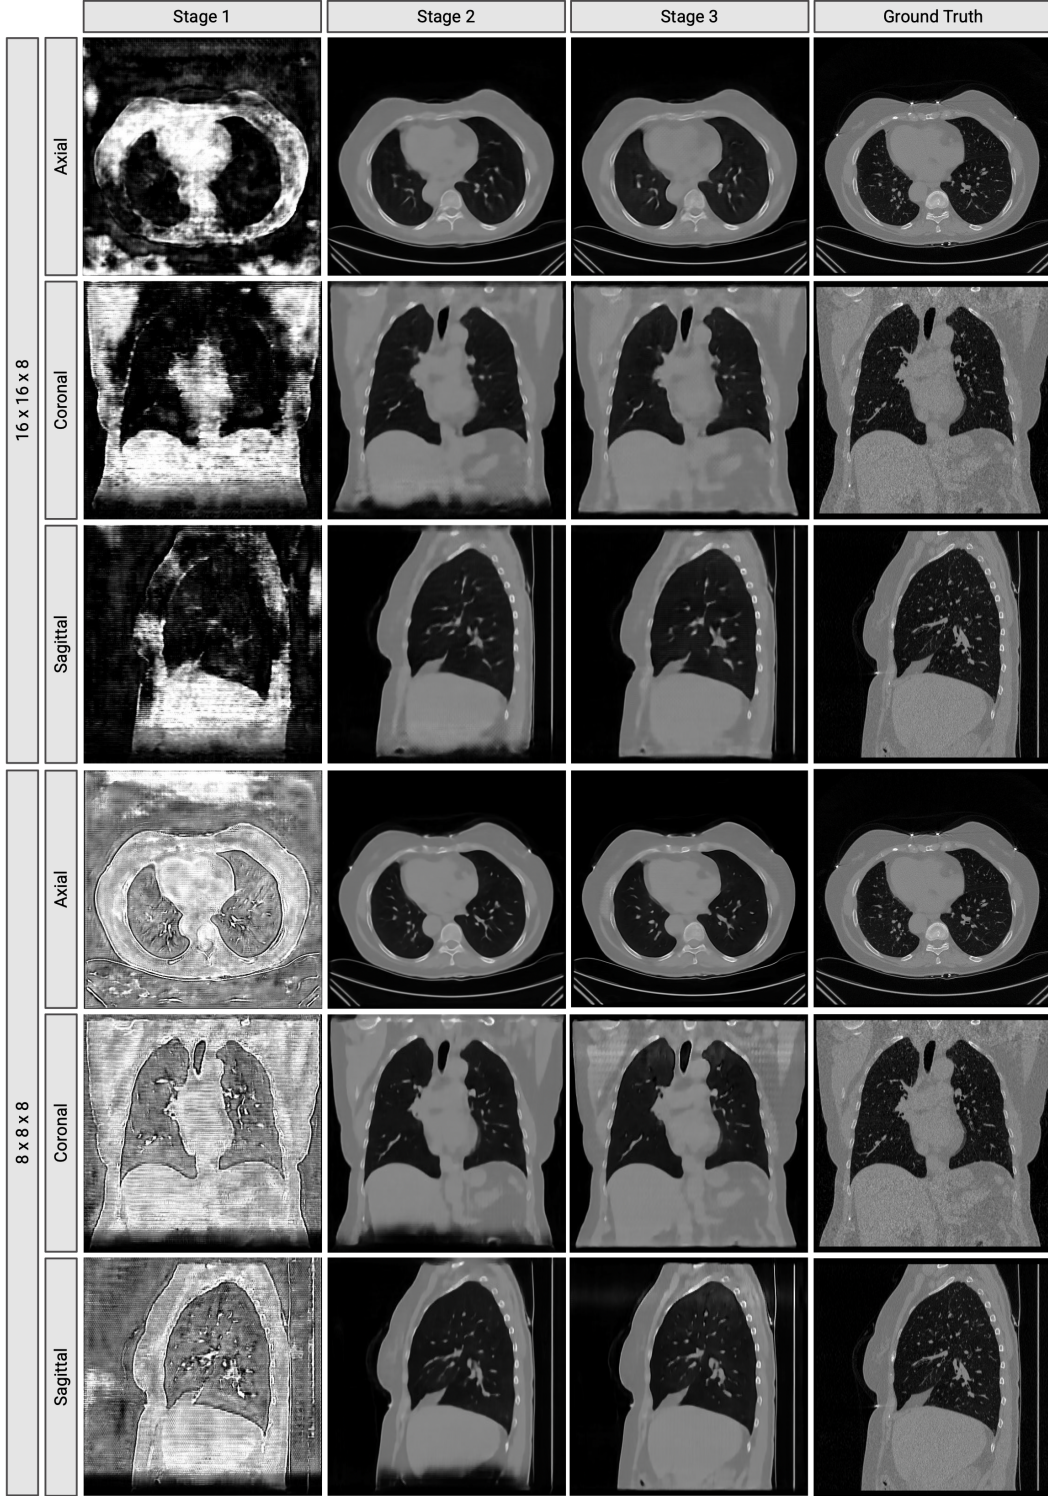 Stage 1
Stage 2
Stage 3
Ground Truth
16 x 16 x 8
Axial
Coronal
Sagittal
8 x 8 x 8
Axial
Coronal
Sagittal